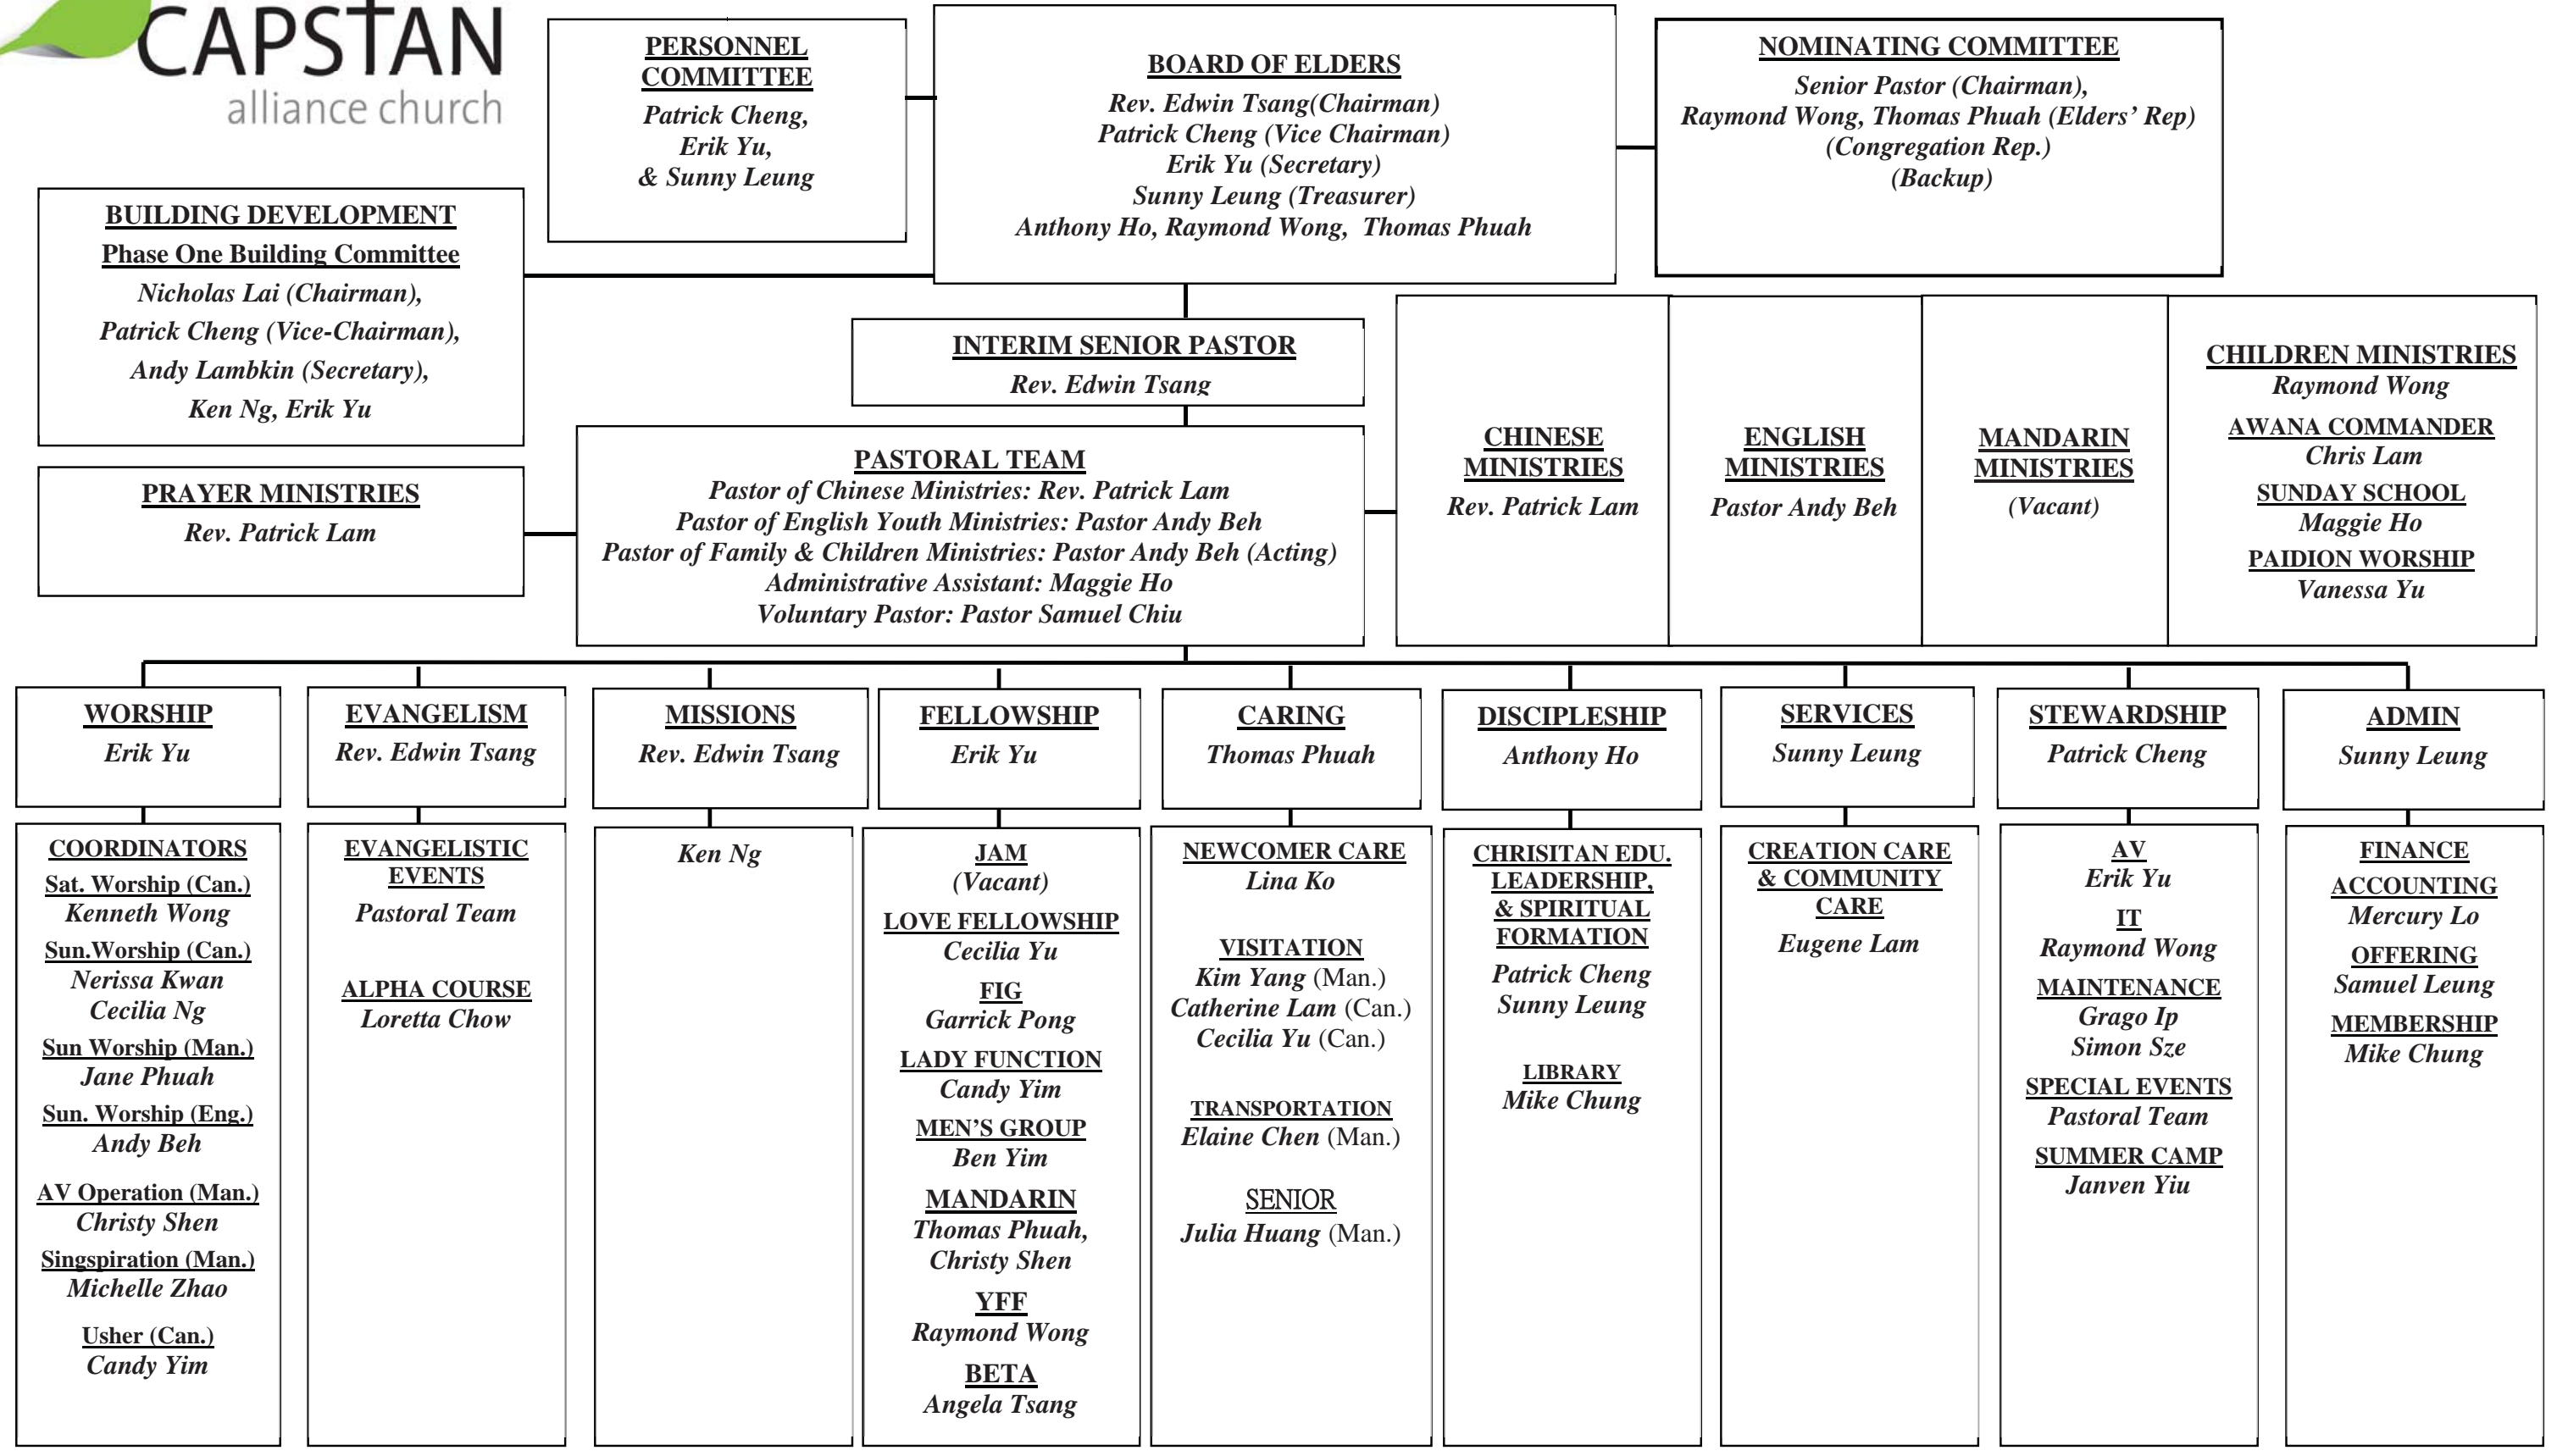 CAPSTAN
alliance church
PERSONNEL
COMMITTEE
Patrick Cheng,
Erik Yu,
& Sunny Leung
BOARD OF ELDERS
Rev. Edwin Tsang(Chairman)
Patrick Cheng (Vice Chairman)
Erik Yu (Secretary)
Sunny Leung (Treasurer)
Anthony Ho, Raymond Wong, Thomas Phuah
NOMINATING COMMITTEE
Senior Pastor (Chairman),
Raymond Wong, Thomas Phuah (Elders' Rep)
(Congregation Rep.)
(Backup)
BUILDING DEVELOPMENT
Phase One Building Committee
Nicholas Lai (Chairman),
Patrick Cheng (Vice-Chairman),
Andy Lambkin (Secretary),
Ken Ng, Erik Yu
INTERIM SENIOR PASTOR
Rev. Edwin Tsang
PRAYER MINISTRIES
Rev. Patrick Lam
PASTORAL TEAM
Pastor of Chinese Ministries: Rev. Patrick Lam
Pastor of English Youth Ministries: Pastor Andy Beh
Pastor of Family & Children Ministries: Pastor Andy Beh (Acting)
Administrative Assistant: Maggie Ho
Voluntary Pastor: Pastor Samuel Chiu
CHINESE
MINISTRIES
Rev. Patrick Lam
ENGLISH
MINISTRIES
Pastor Andy Beh
MANDARIN
MINISTRIES
(Vacant)
CHILDREN MINISTRIES
Raymond Wong
AWANA COMMANDER
Chris Lam
SUNDAY SCHOOL
Maggie Ho
PAIDION WORSHIP
Vanessa Yu
WORSHIP
Erik Yu
EVANGELISM
Rev. Edwin Tsang
MISSIONS
Rev. Edwin Tsang
FELLOWSHIP
Erik Yu
CARING
Thomas Phuah
DISCIPLESHIP
Anthony Ho
SERVICES
Sunny Leung
STEWARDSHIP
Patrick Cheng
ADMIN
Sunny Leung
COORDINATORS
Sat. Worship (Can.)
Kenneth Wong
Sun.Worship (Can.)
Nerissa Kwan
Cecilia Ng
Sun Worship (Man.)
Jane Phuah
Sun. Worship (Eng.)
Andy Beh
AV Operation (Man.)
Christy Shen
Singspiration (Man.)
Michelle Zhao
Usher (Can.)
Candy Yim
EVANGELISTIC
EVENTS
Pastoral Team
ALPHA COURSE
Loretta Chow
Ken Ng
JAM
(Vacant)
LOVE FELLOWSHIP
Cecilia Yu
FIG
Garrick Pong
LADY FUNCTION
Candy Yim
MEN'S GROUP
Ben Yim
MANDARIN
Thomas Phuah,
Christy Shen
YFF
Raymond Wong
BETA
Angela Tsang
NEWCOMER CARE
Lina Ko
VISITATION
Kim Yang (Man.)
Catherine Lam (Can.)
Cecilia Yu (Can.)
TRANSPORTATION
Elaine Chen (Man.)
SENIOR
Julia Huang (Man.)
CHRISITAN EDU.
LEADERSHIP,
& SPIRITUAL
FORMATION
Patrick Cheng
Sunny Leung
LIBRARY
Mike Chung
CREATION CARE
& COMMUNITY
CARE
Eugene Lam
AV
Erik Yu
IT
Raymond Wong
MAINTENANCE
Grago Ip
Simon Sze
SPECIAL EVENTS
Pastoral Team
SUMMER CAMP
Janven Yiu
FINANCE
ACCOUNTING
Mercury Lo
OFFERING
Samuel Leung
MEMBERSHIP
Mike Chung